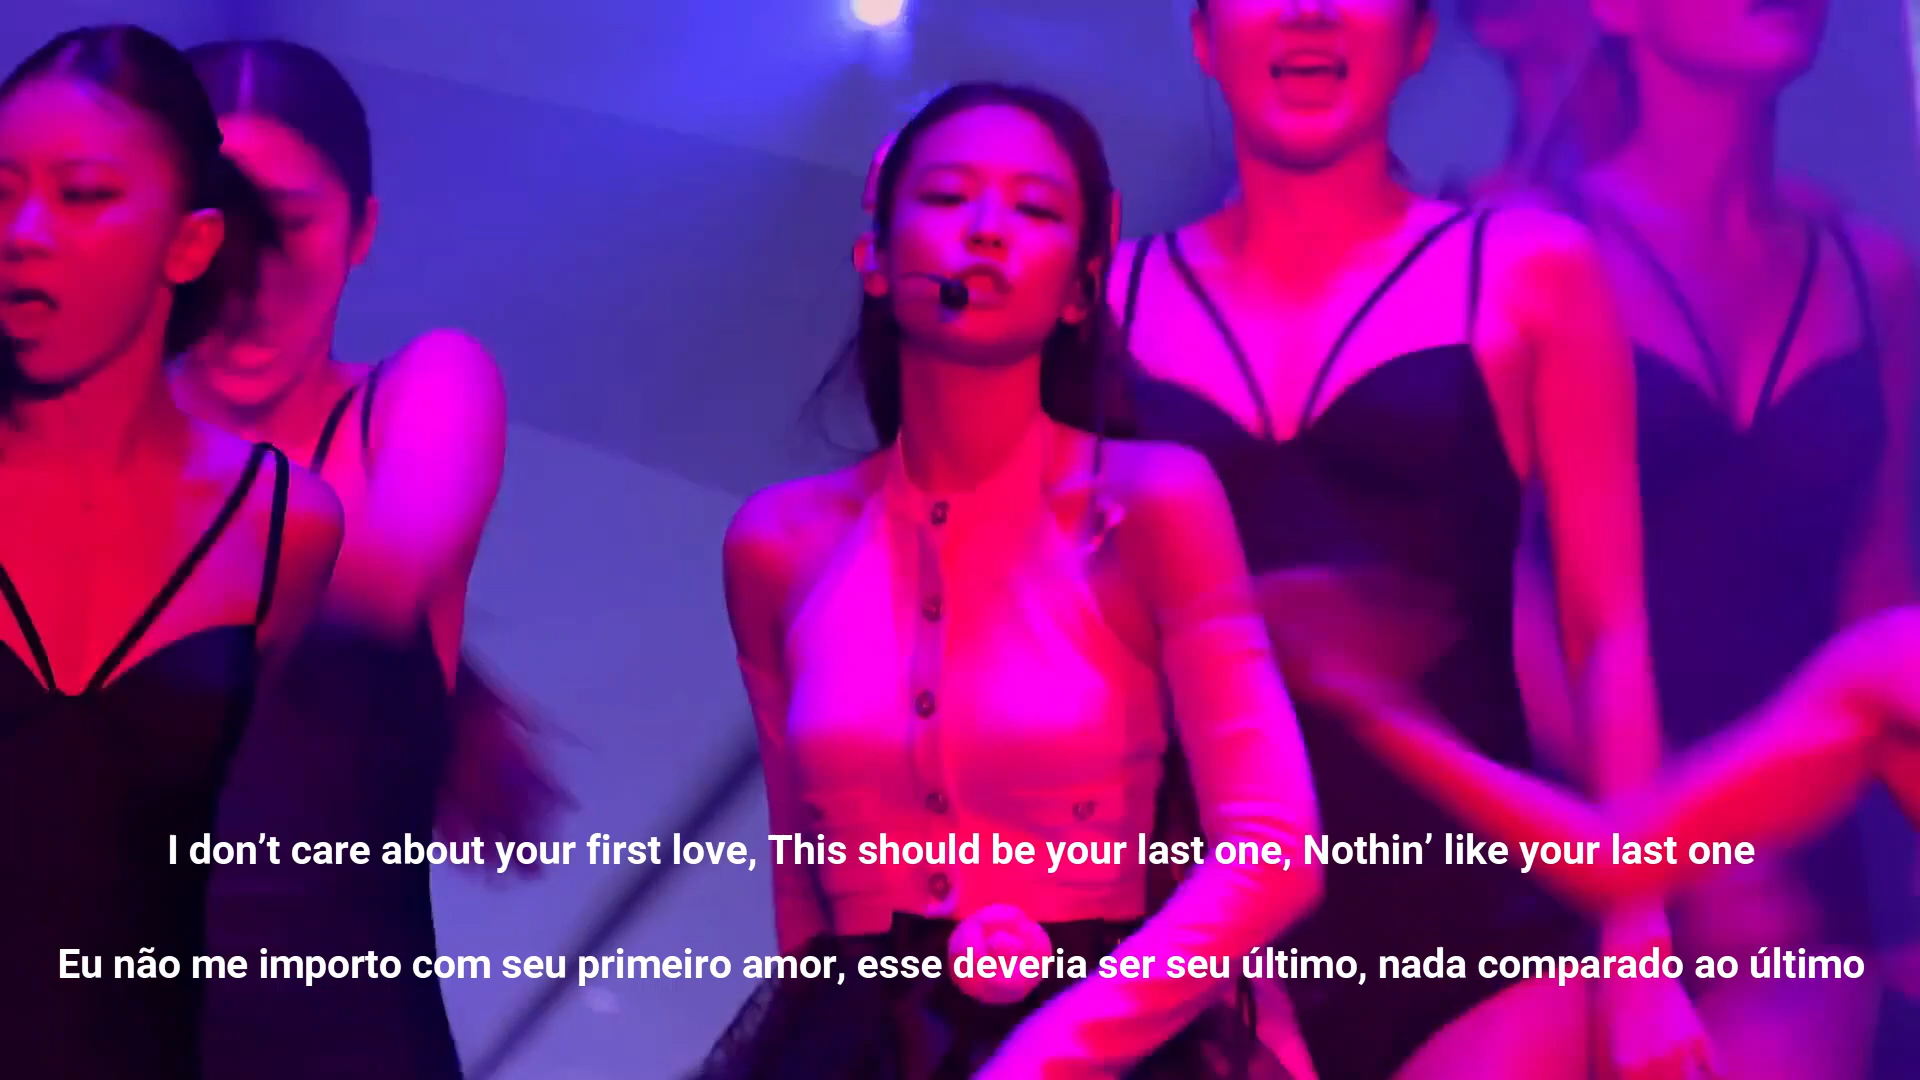 I don’t care about your first love, This should be your last one, Nothin’ like your last one
Eu não me importo com seu primeiro amor, esse deveria ser seu último, nada comparado ao último